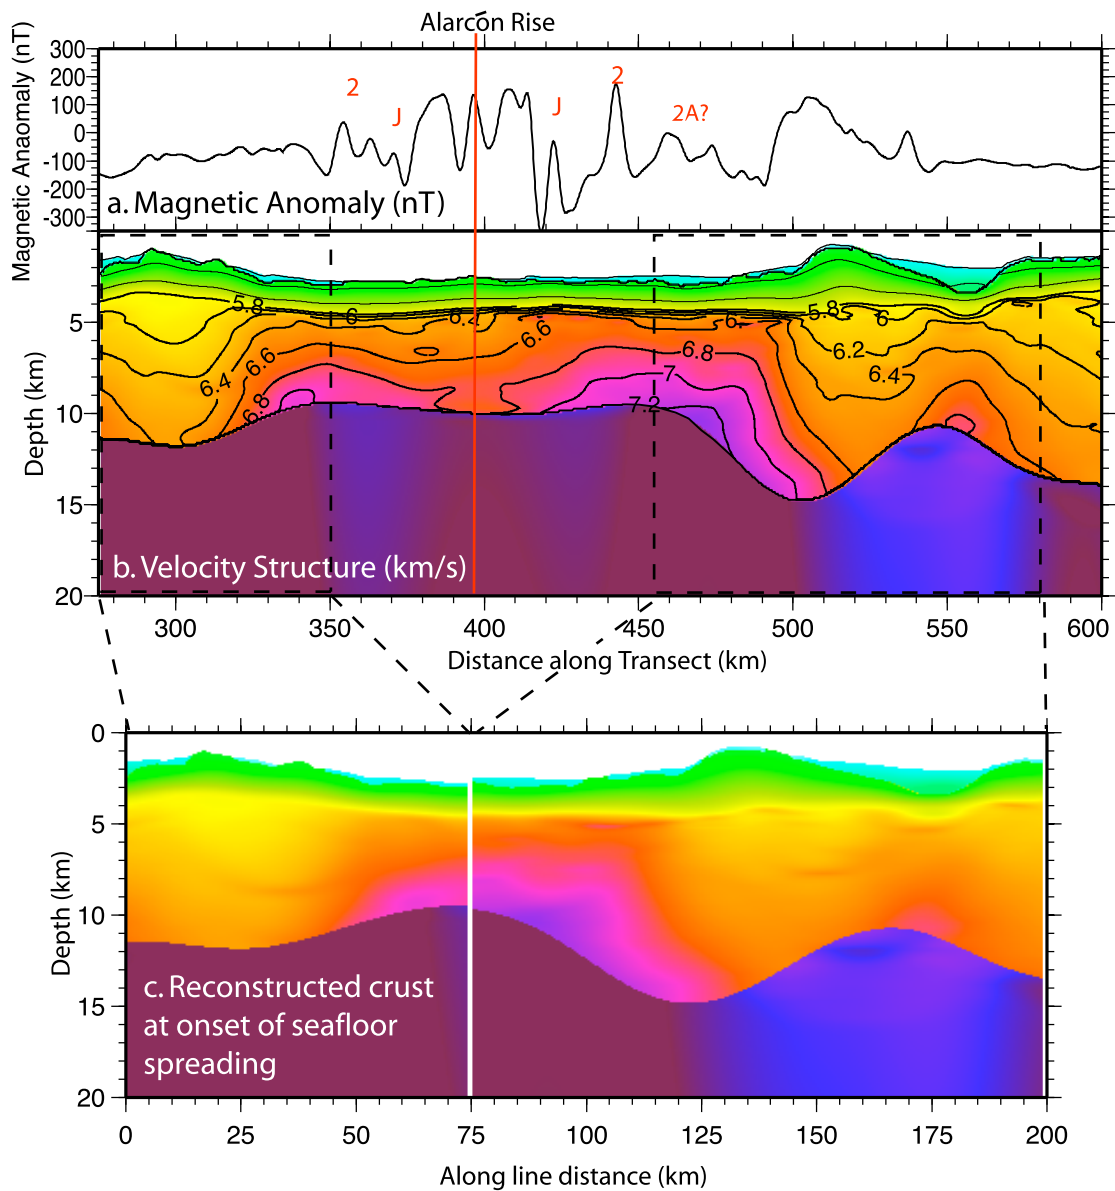 Alarcón Rise
Magnetic Anaomaly (nT)
300
200
100
0
-100
-200
-300
2
J
J
2
2A?
a. Magnetic Anomaly (nT)
Depth (km)
5
10
15
20
5.8
6
6.2
6.6
6.
5.8
6
6.2
6.4
6.4
6.6
6.8
6.8
7
7.2
b. Velocity Structure (km/s)
300 350 400 450 500 550 600
Distance along Transect (km)
Depth (km)
0
5
10
15
20
c. Reconstructed crust
at onset of seafloor
spreading
0 25 50 75 100 125 150 175 200
Along line distance (km)